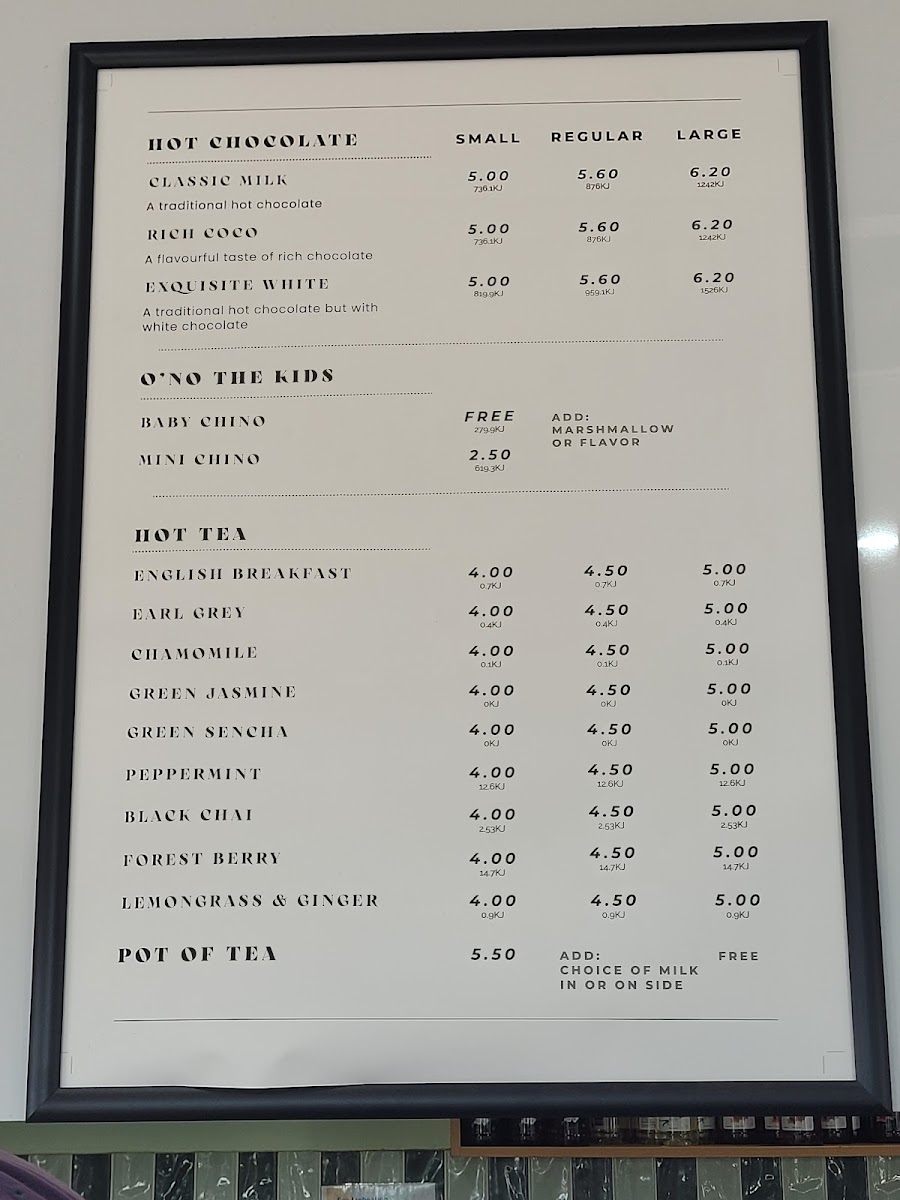 HOT CHOCOLATE SMALL REGULAR LARGE
CLASSIC MILK 5.00 5.60 6.20
736.1KJ 876KJ 1242KJ
A traditional hot chocolate
RICH COCO 5.00 5.60 6.20
736.1KJ 876KJ 1242KJ
A flavourful taste of rich chocolate
EXQUISITE WHITE 5.00 5.60 6.20
819.9KJ 959.1KJ 1526KJ
A traditional hot chocolate but with
white chocolate
O'NO THE KIDS
BABY CHINO FREE ADD:
279.9KJ MARSHMALLOW
OR FLAVOR
MINI CHINO 2.50
619.3KJ
HOT TEA
ENGLISH BREAKFAST 4.00 4.50 5.00
0.7KJ 0.7KJ 0.7KJ
EARL GREY 4.00 4.50 5.00
0.4KJ 0.4KJ 0.4KJ
CHAMOMILE 4.00 4.50 5.00
0.1KJ 0.1KJ 0.1KJ
GREEN JASMINE 4.00 4.50 5.00
0KJ 0KJ 0KJ
GREEN SENCHA 4.00 4.50 5.00
0KJ 0KJ 0KJ
PEPPERMINT 4.00 4.50 5.00
12.6KJ 12.6KJ 12.6KJ
BLACK CHAI 4.00 4.50 5.00
2.53KJ 2.53KJ 2.53KJ
FOREST BERRY 4.00 4.50 5.00
14.7KJ 14.7KJ 14.7KJ
LEMONGRASS & GINGER 4.00 4.50 5.00
0.9KJ 0.9KJ 0.9KJ
POT OF TEA 5.50 ADD: FREE
CHOICE OF MILK
IN OR ON SIDE